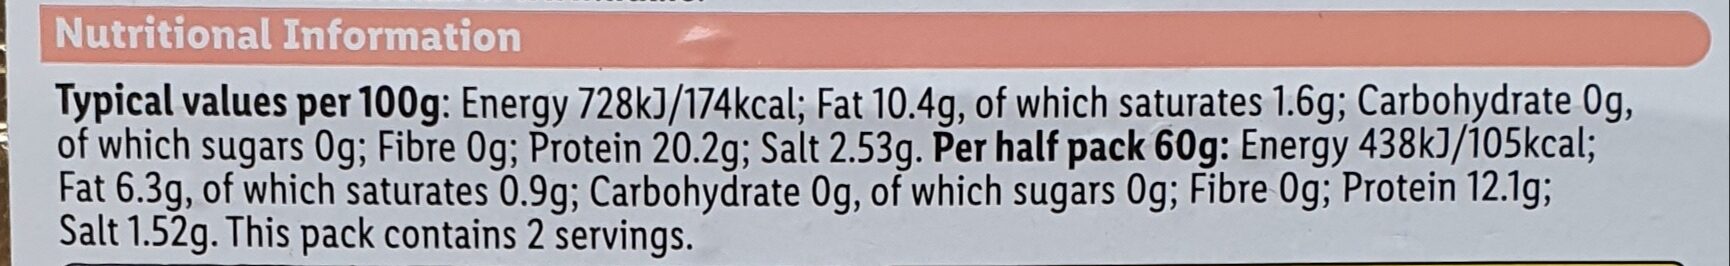 Nutritional Information
Typical values per 100g: Energy 728kJ/174kcal; Fat 10.4g, of which saturates 1.6g; Carbohydrate 0g,
of which sugars 0g; Fibre 0g; Protein 20.2g; Salt 2.53g. Per half pack 60g: Energy 438kJ/105kcal;
Fat 6.3g, of which saturates 0.9g; Carbohydrate 0g, of which sugars 0g; Fibre 0g; Protein 12.1g;
Salt 1.52g. This pack contains 2 servings.